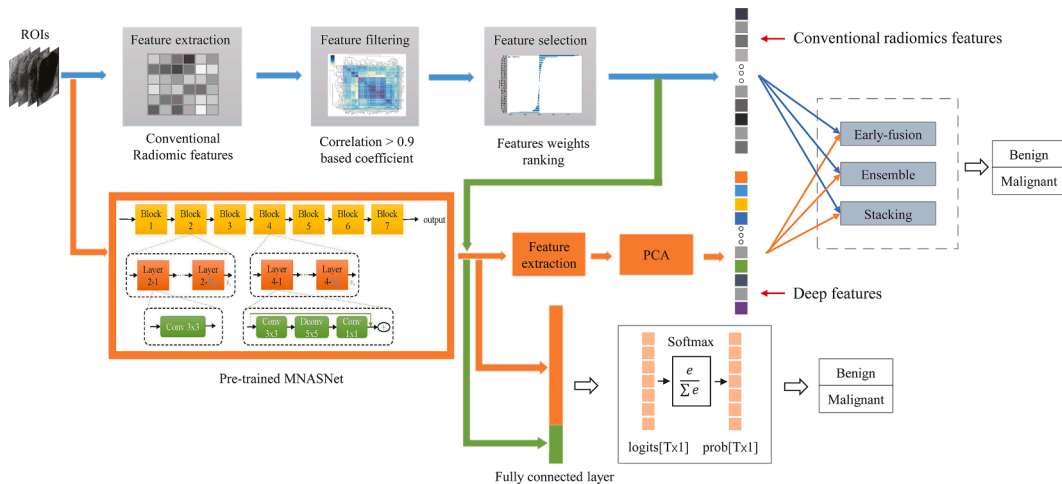 ROIs
Feature extraction
Feature filtering
Feature selection
Conventional
Radiomic features
Correlation > 0.9
based coefficient
Features weights
ranking
Conventional radiomics features
Early-fusion
Ensemble
Stacking
Benign
Malignant
Block
1
Block
2
Block
3
Block
4
Block
5
Block
6
Block
7
output
Layer
2-1
Layer
Layer
4-1
Layer
Conv 3x3
Conv
3x3
Dconv
5x5
Conv
1x1
+
Pre-trained MNASNet
Feature
extraction
PCA
Deep features
Softmax
e
∑ e
logits[Tx1]
prob[Tx1]
Benign
Malignant
Fully connected layer